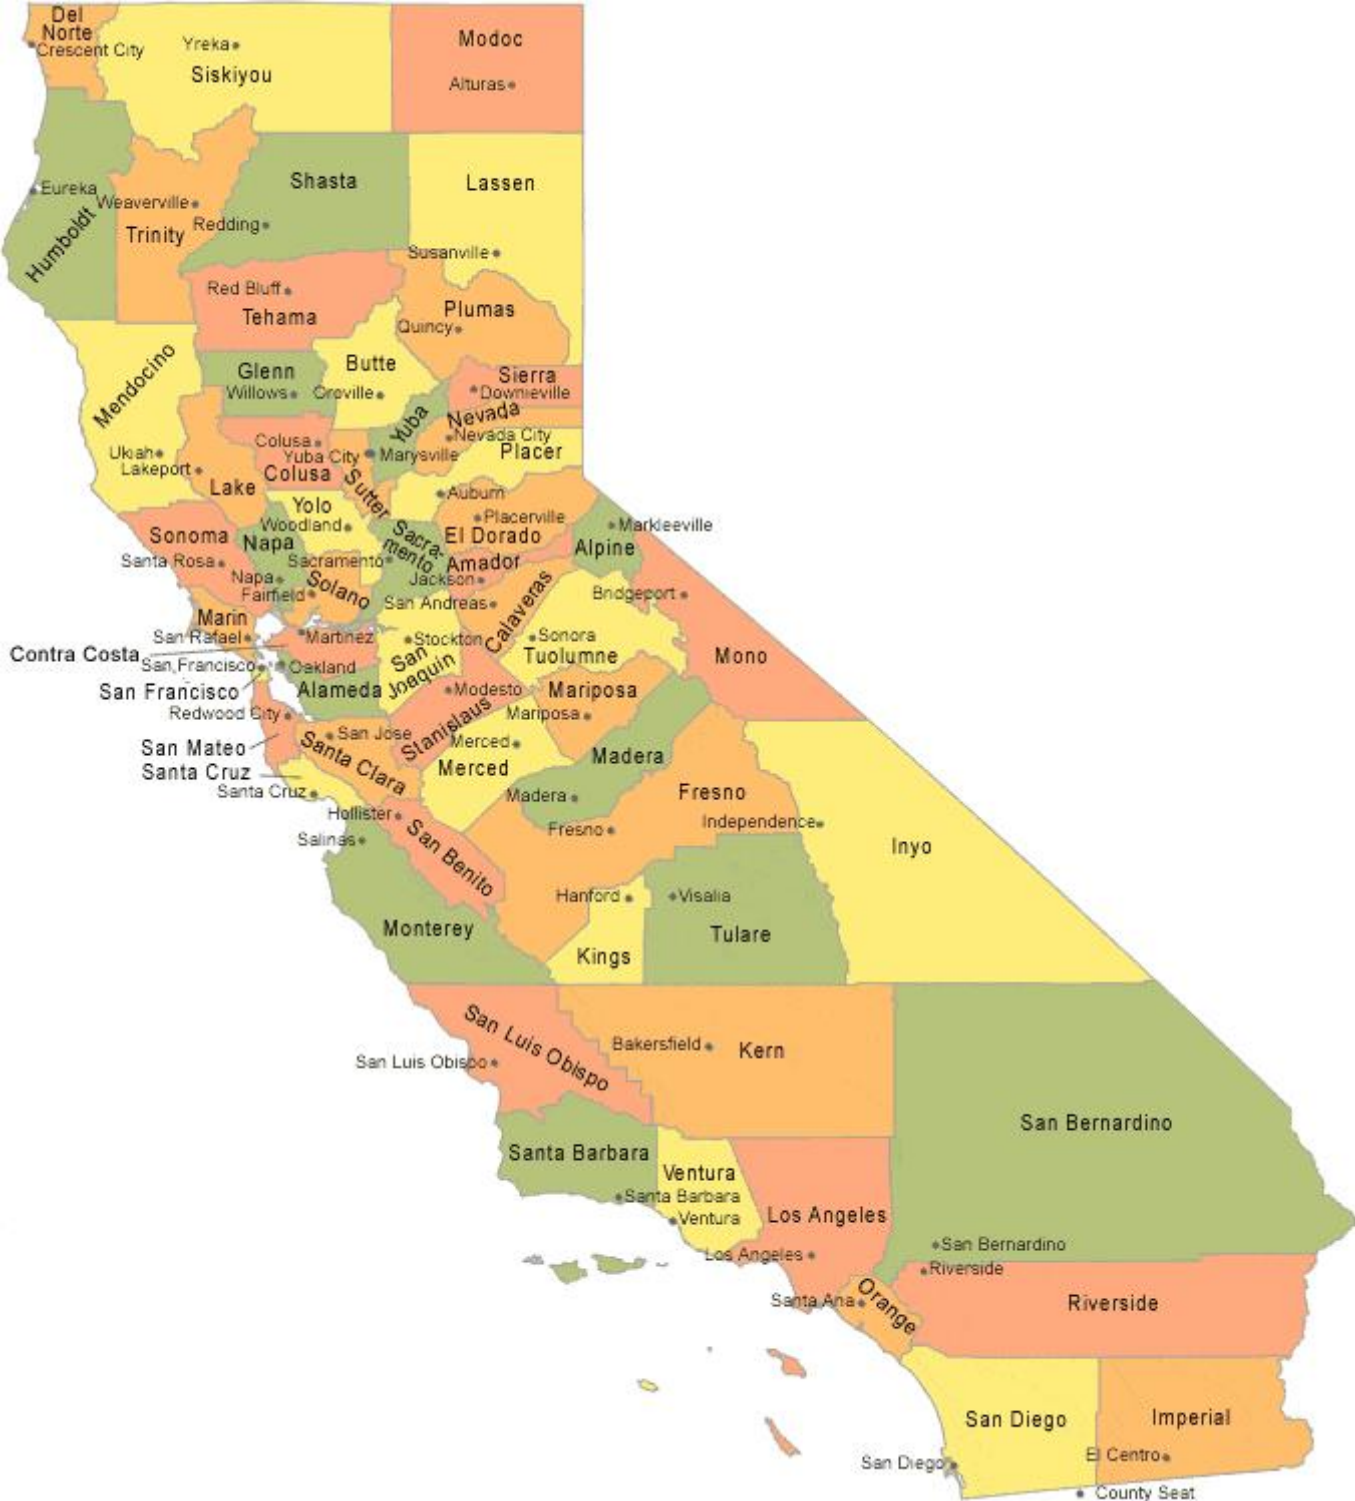 Del
Norte
Crescent City
Yreka
Siskiyou
Modoc
Alturas
Eureka
Humboldt
Weaverville
Trinity
Shasta
Redding
Lassen
Susanville
Red Bluff
Tehama
Plumas
Quincy
Mendocino
Ukiah
Glenn
Willows
Butte
Oroville
Sierra
Downieville
Yuba
Nevada
Nevada City
Marysville
Placer
Lakeport
Lake
Colusa
Colusa
Yuba City
Sutter
Auburn
Yolo
Woodland
Placerville
El Dorado
Markleeville
Alpine
Sonoma
Santa Rosa
Napa
Napa
Sacramento
Sacra-
mento
Amador
Jackson
Fairfield
Solano
San Andreas
Calaveras
Bridgeport
Marin
San Rafael
Martinez
Stockton
San
Joaquin
Sonora
Tuolumne
Mono
Contra Costa
San Francisco
Oakland
San Francisco
Alameda
Modesto
Stanislaus
Mariposa
Mariposa
Redwood City
San Mateo
San Jose
Santa Clara
Merced
Merced
Madera
Madera
Santa Cruz
Santa Cruz
Hollister
San Benito
Fresno
Fresno
Independence
Inyo
Salinas
Monterey
Hanford
Kings
Visalia
Tulare
San Luis Obispo
San Luis Obispo
Bakersfield
Kern
San Bernardino
Santa Barbara
Santa Barbara
Ventura
Ventura
Los Angeles
Los Angeles
San Bernardino
Riverside
Riverside
Santa Ana
Orange
San Diego
San Diego
Imperial
El Centro
County Seat